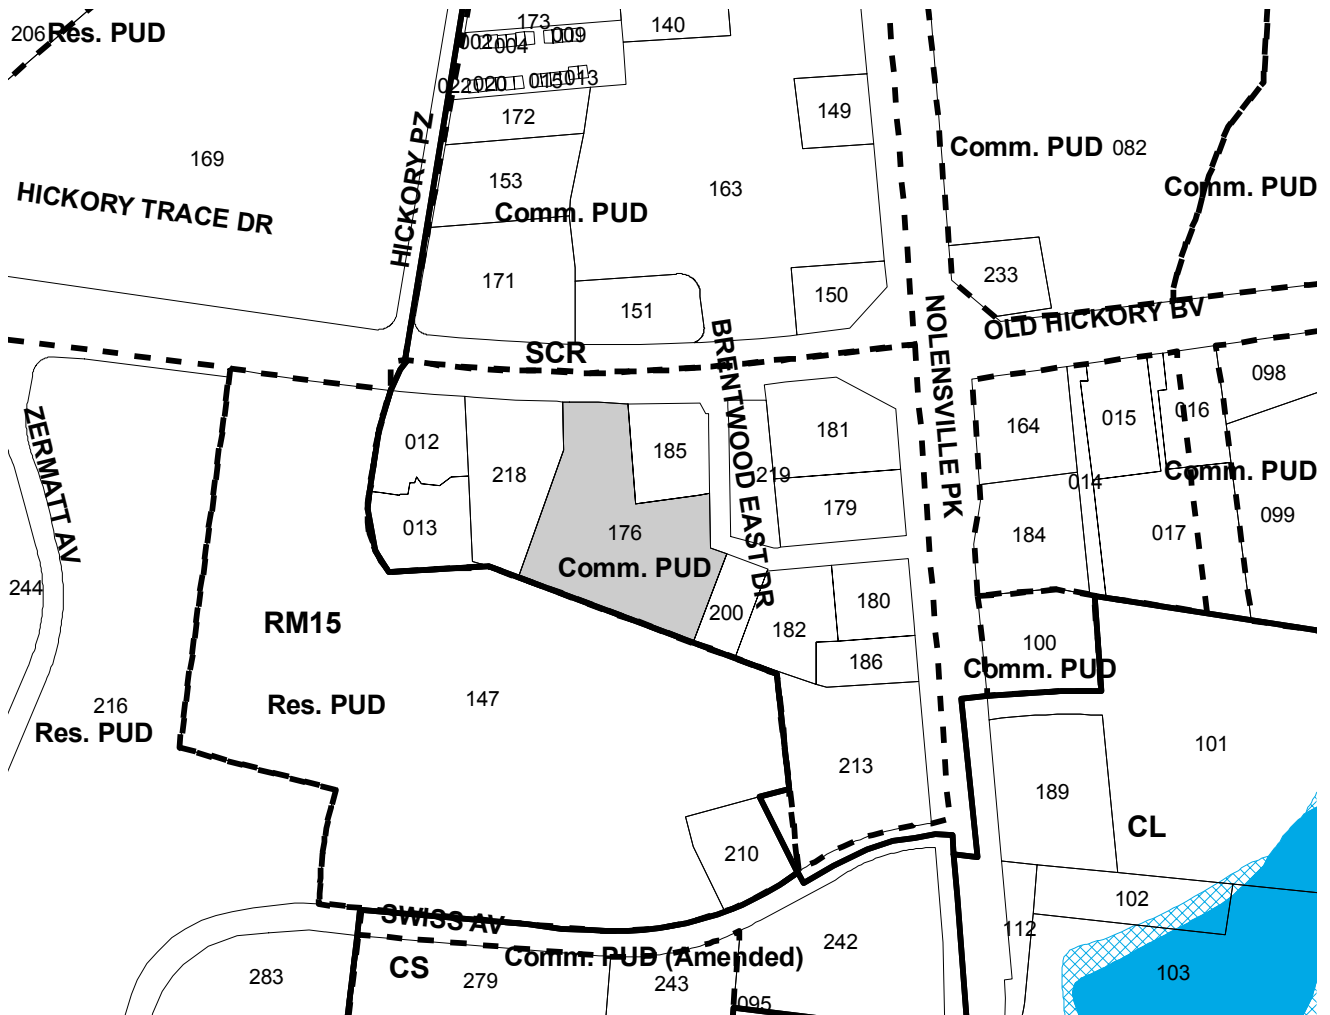 206
Res. PUD
173
140
002
004
009
022
020
015
013
149
172
HICKORY PZ
169
Comm. PUD
082
153
163
Comm. PUD
HICKORY TRACE DR
Comm. PUD
171
233
151
150
NOLENSVILLE PK
OLD HICKORY BV
SCR
BRENTWOOD EAST DR
098
ZERMATT AV
012
185
181
164
015
016
218
219
014
Comm. PUD
013
176
179
184
017
099
Comm. PUD
244
200
180
RM15
182
100
186
Comm. PUD
147
Res. PUD
216
Res. PUD
213
101
189
CL
210
102
SWISS AV
112
242
Comm. PUD (Amended)
CS
283
279
243
103
095